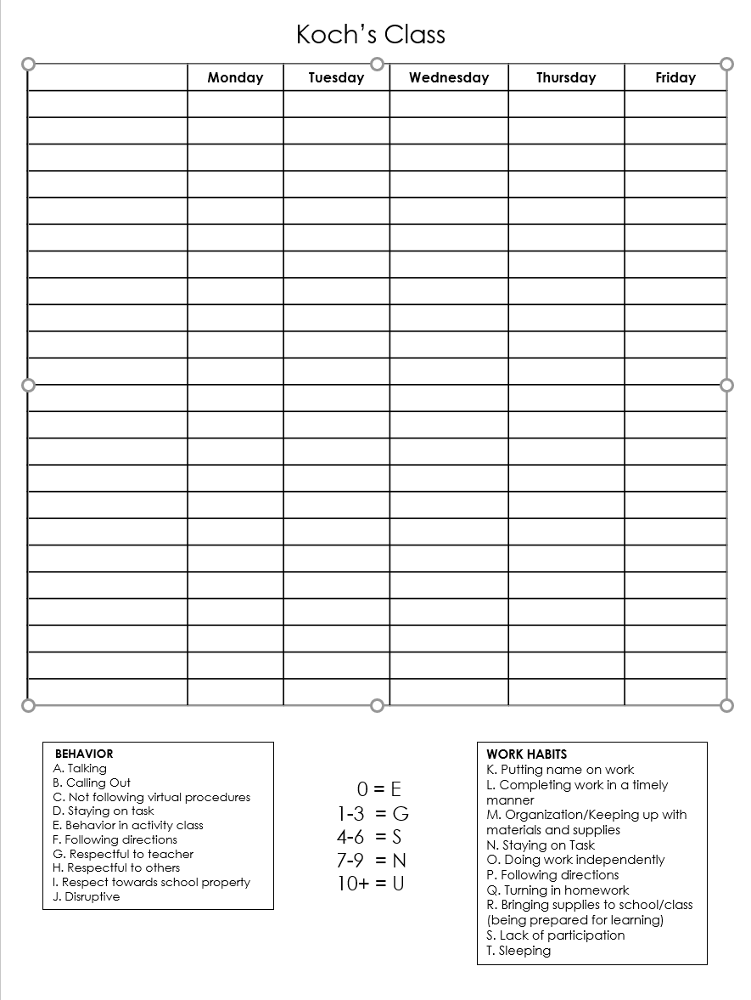 Koch's Class
Monday Tuesday Wednesday Thursday Friday
BEHAVIOR
A. Talking
B. Calling Out
C. Not following virtual procedures
D. Staying on task
E. Behavior in activity class
F. Following directions
G. Respectful to teacher
H. Respectful to others
I. Respect towards school property
J. Disruptive
0 = E
1-3 = G
4-6 = S
7-9 = N
10+ = U
WORK HABITS
K. Putting name on work
L. Completing work in a timely
manner
M. Organization/Keeping up with
materials and supplies
N. Staying on Task
O. Doing work independently
P. Following directions
Q. Turning in homework
R. Bringing supplies to school/class
(being prepared for learning)
S. Lack of participation
T. Sleeping